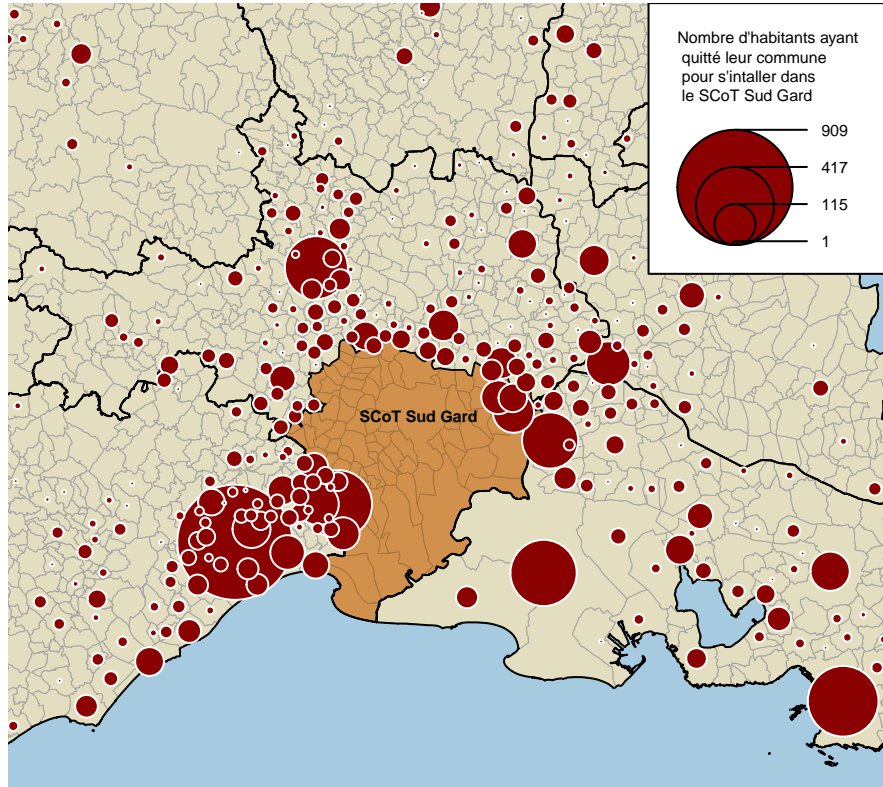 Nombre d'habitants ayant
quitté leur commune
pour s'intaller dans
le SCoT Sud Gard
909
417
115
1
SCoT Sud Gard